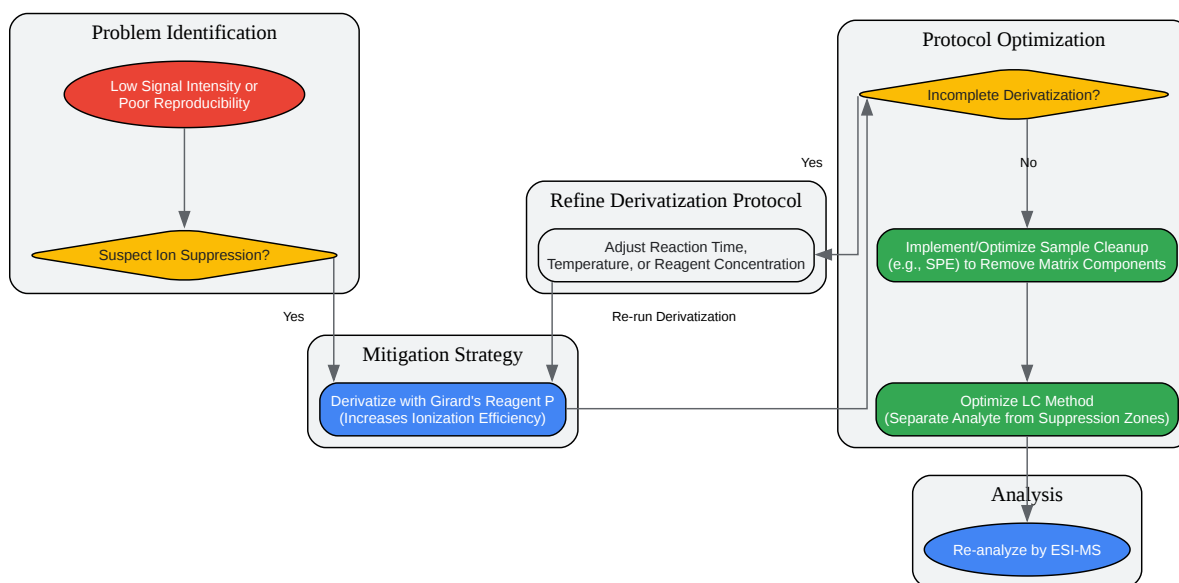 Problem Identification
Low Signal Intensity or
Poor Reproducibility
Suspect Ion Suppression?
Yes
Mitigation Strategy
Derivatize with Girard's Reagent P
(Increases Ionization Efficiency)
Protocol Optimization
Incomplete Derivatization?
Yes
No
Refine Derivatization Protocol
Adjust Reaction Time,
Temperature, or Reagent Concentration
Re-run Derivatization
Implement/Optimize Sample Cleanup
(e.g., SPE) to Remove Matrix Components
Optimize LC Method
(Separate Analyte from Suppression Zones)
Analysis
Re-analyze by ESI-MS